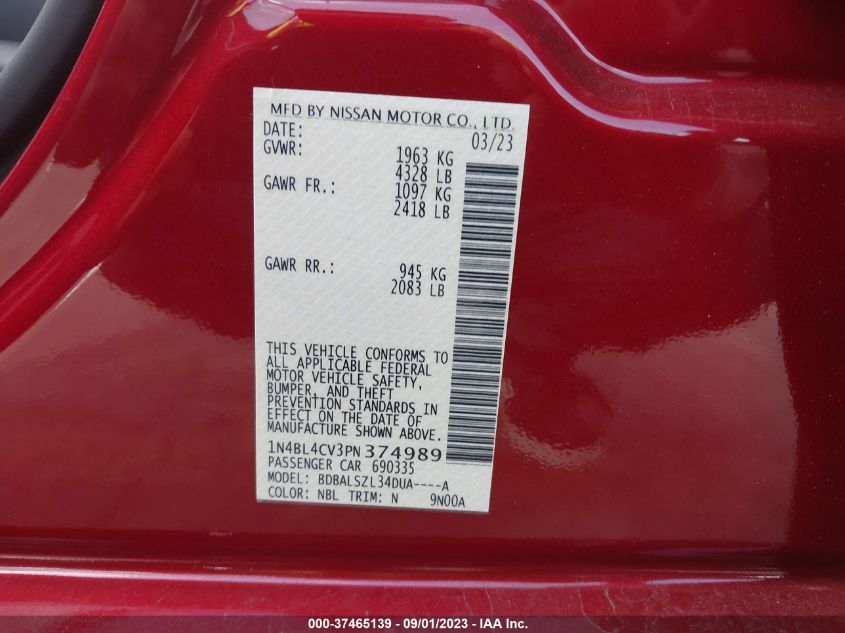 MFD BY NISSAN MOTOR CO., LTD.
DATE: 03/23
GVWR: 1963 KG
4328 LB
GAWR FR.: 1097 KG
2418 LB
GAWR RR.: 945 KG
2083 LB
THIS VEHICLE CONFORMS TO
ALL APPLICABLE FEDERAL
MOTOR VEHICLE SAFETY,
BUMPER, AND THEFT
PREVENTION STANDARDS IN
EFFECT ON THE DATE OF
MANUFACTURE SHOWN ABOVE.
1N4BL4CV3PN374989
PASSENGER CAR 690335
MODEL: BDBALSZL34DUA----A
COLOR: NBL TRIM: N 9N00A
000-37465139 - 09/01/2023 - IAA Inc.